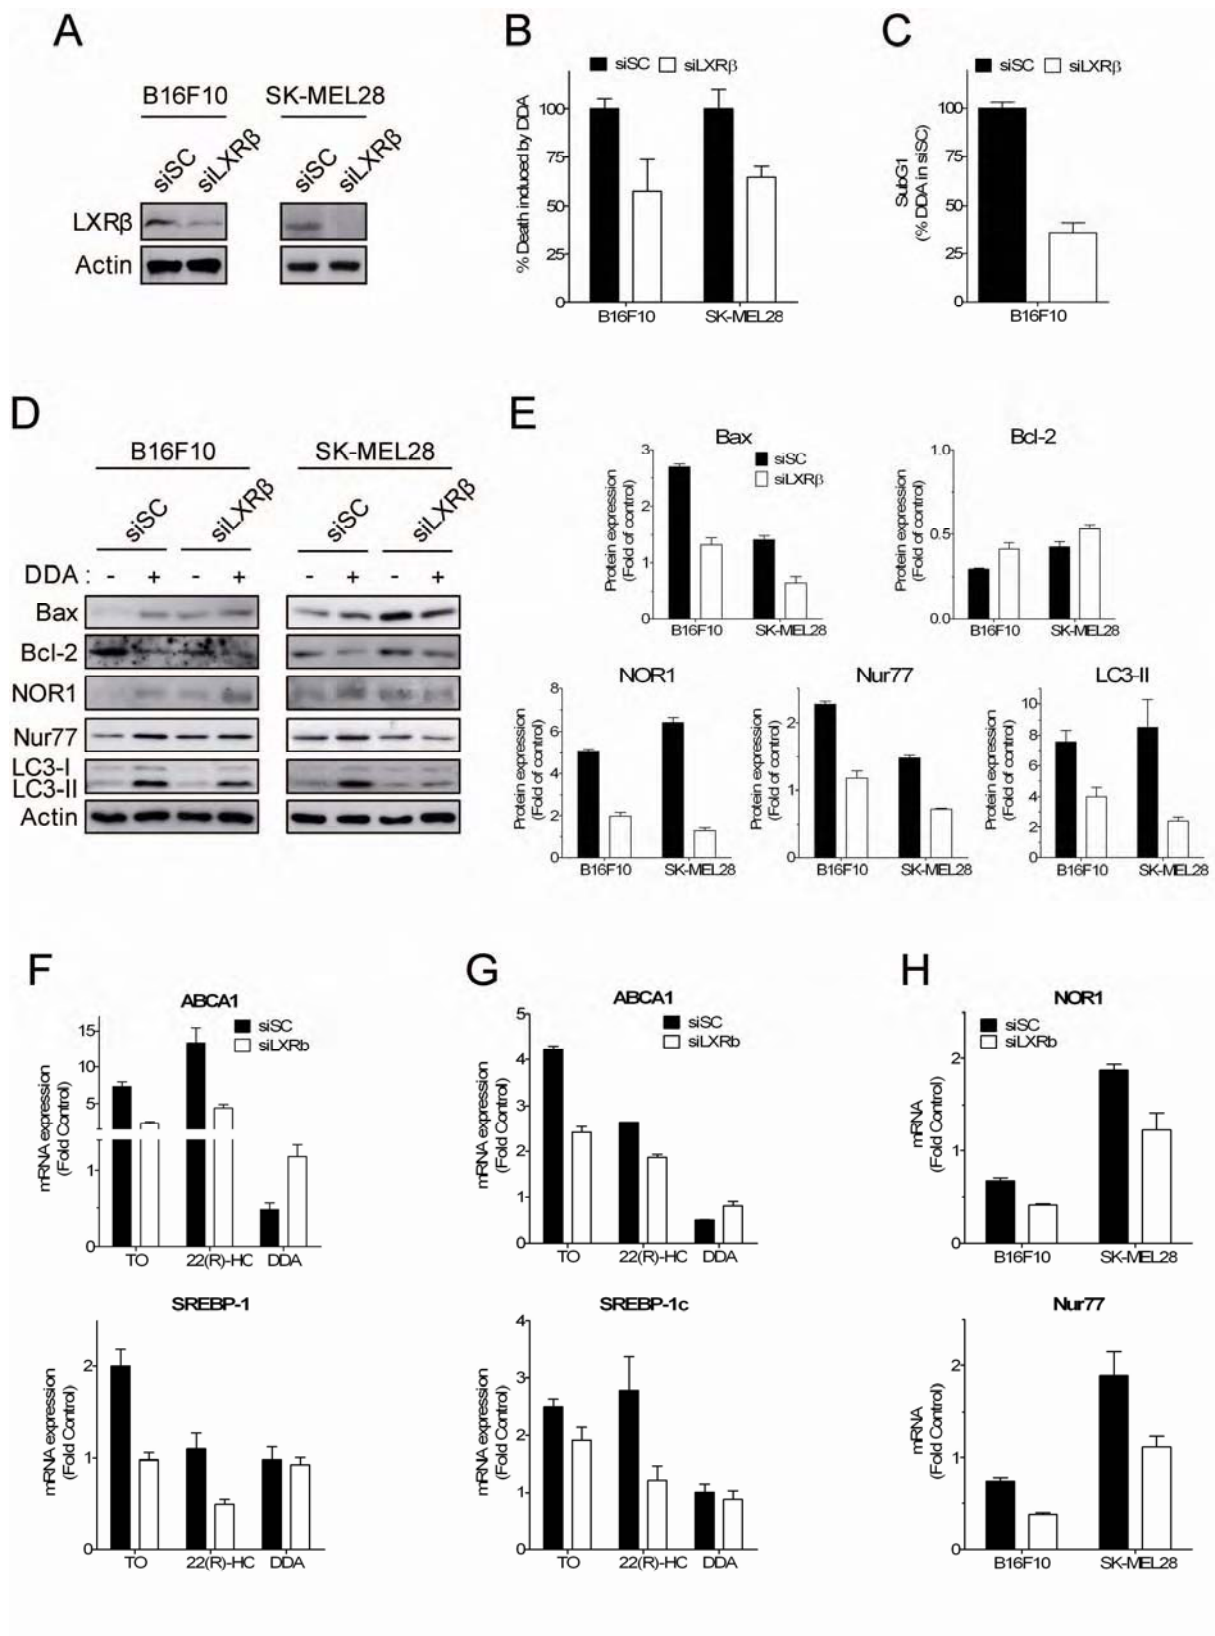 A
B16F10 SK-MEL28
siSC siLXRβ siSC siLXRβ
LXRβ
Actin
B
siSC siLXRβ
% Death induced by DDA
100
75
50
25
0
B16F10 SK-MEL28
C
siSC siLXRβ
SubG1
(% DDA in siSC)
100
75
50
25
0
B16F10
D
B16F10 SK-MEL28
siSC siLXRβ siSC siLXRβ
DDA : - + - + - + - +
Bax
Bcl-2
NOR1
Nur77
LC3-I
LC3-II
Actin
E
Bax
siSC
siLXRβ
Protein expression
(Fold of control)
3
2
1
0
B16F10 SK-MEL28
Bcl-2
Protein expression
(Fold of control)
1.0
0.5
0.0
B16F10 SK-MEL28
NOR1
Protein expression
(Fold of control)
8
6
4
2
0
B16F10 SK-MEL28
Nur77
Protein expression
(Fold of control)
2
1
0
B16F10 SK-MEL28
LC3-II
Protein expression
(Fold of control)
10
8
6
4
2
0
B16F10 SK-MEL28
F
ABCA1
siSC
siLXRb
mRNA expression
(Fold Control)
15
10
5
1
0
TO 22(R)-HC DDA
SREBP-1
mRNA expression
(Fold Control)
2
1
0
TO 22(R)-HC DDA
G
ABCA1
siSC
siLXRb
mRNA expression
(Fold Control)
5
4
3
2
1
0
TO 22(R)-HC DDA
SREBP-1c
mRNA expression
(Fold Control)
4
3
2
1
0
TO 22(R)-HC DDA
H
NOR1
siSC
siLXRb
mRNA
(Fold Control)
2
1
0
B16F10 SK-MEL28
Nur77
mRNA
(Fold Control)
2
1
0
B16F10 SK-MEL28